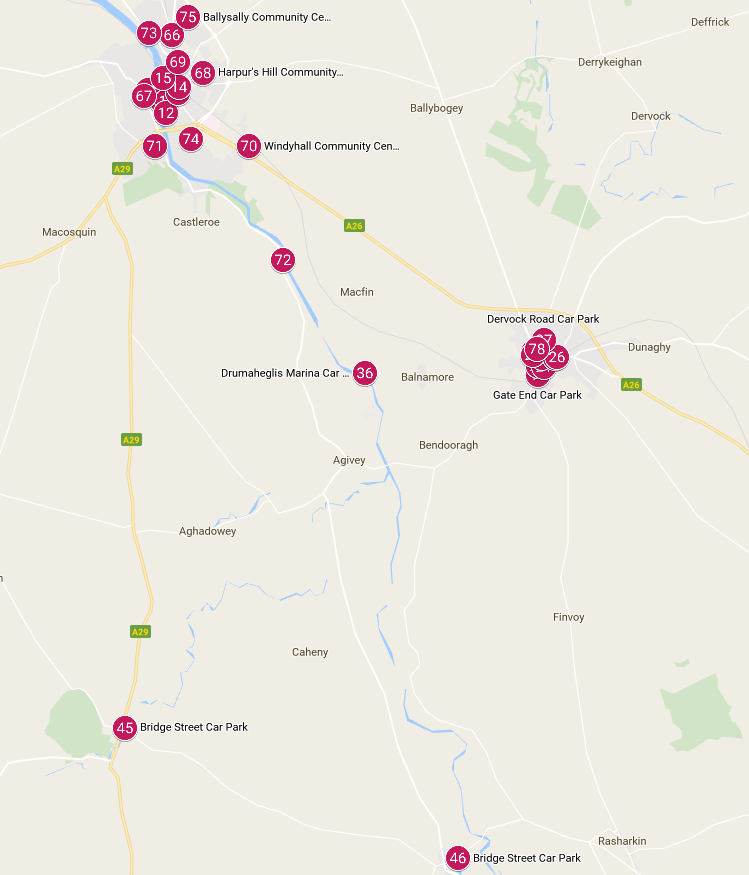 75 Ballysally Community Ce...
Deffrick
73
66
69
Derrykeighan
68 Harpur's Hill Community...
15
14
67
Ballybogey
12
Dervock
74
71
70 Windyhall Community Cen...
A29
Castleroe
A26
Macosquin
72
Macfin
Dervock Road Car Park
78
26
Dunaghy
Drumaheglis Marina Car ...
36
Balnamore
A26
Gate End Car Park
A29
Bendooragh
Agivey
Aghadowey
Finvoy
A29
Caheny
45 Bridge Street Car Park
Rasharkin
46 Bridge Street Car Park